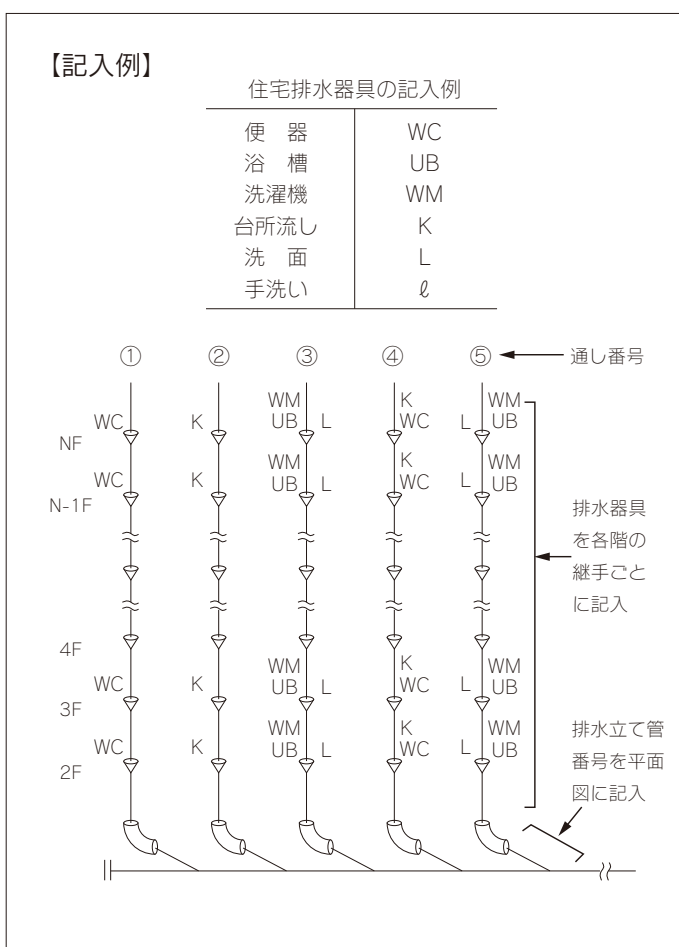 【記入例】
住宅排水器具の記入例
便 器 WC
浴 槽 UB
洗濯機 WM
台所流し K
洗 面 L
手洗い ℓ
① ② ③ ④ ⑤ 通し番号
WM K WM
WC K UB L WC L UB
NF
WM K WM
WC K UB L WC L UB
N-1F
排水器具
を各階の
継手ごと
に記入
4F
WM K WM
WC K UB L WC L UB
3F
WM K WM
WC K UB L WC L UB
2F
排水立て管
番号を平面
図に記入